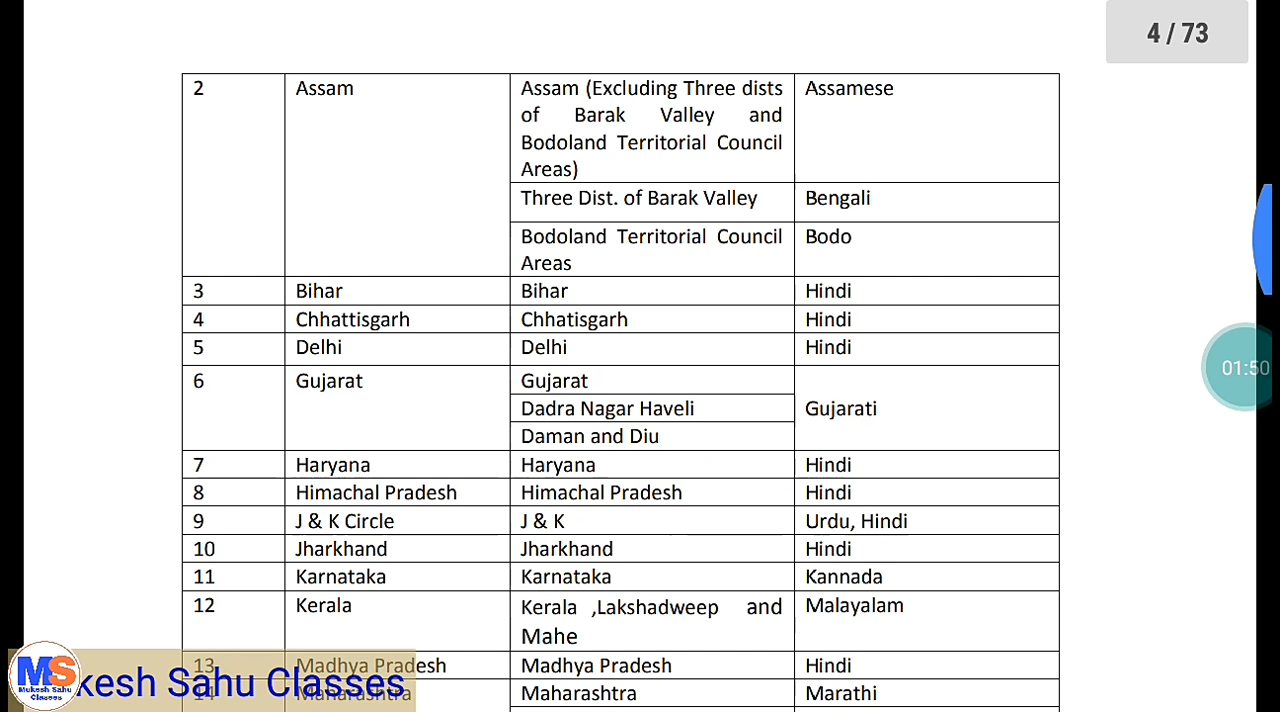 4 / 73
2 Assam Assam (Excluding Three dists Assamese
of Barak Valley and
Bodoland Territorial Council
Areas)
Three Dist. of Barak Valley Bengali
Bodoland Territorial Council Bodo
Areas
3 Bihar Bihar Hindi
4 Chhattisgarh Chhatisgarh Hindi
5 Delhi Delhi Hindi
6 Gujarat Gujarat
Dadra Nagar Haveli Gujarati
Daman and Diu
7 Haryana Haryana Hindi
8 Himachal Pradesh Himachal Pradesh Hindi
9 J & K Circle J & K Urdu, Hindi
10 Jharkhand Jharkhand Hindi
11 Karnataka Karnataka Kannada
12 Kerala Kerala ,Lakshadweep and Malayalam
Mahe
13 Madhya Pradesh Madhya Pradesh Hindi
14 Maharashtra Maharashtra Marathi
01:50
MS
Mukesh Sahu
Classes
kesh Sahu Classes